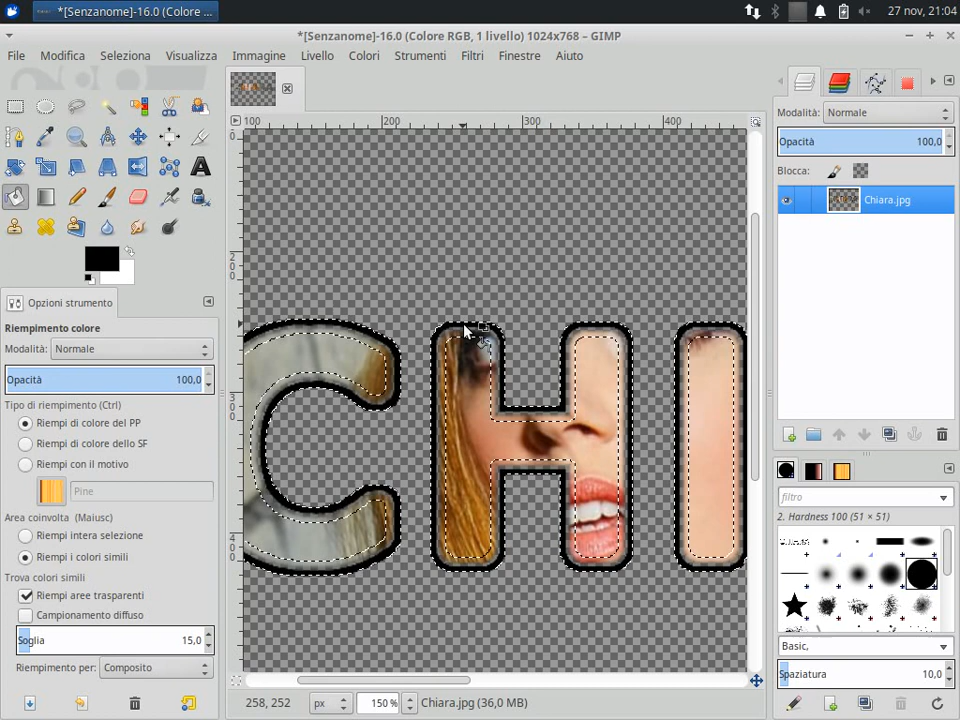 *[Senzanome]-16.0 (Colore ...
27 nov, 21:04
*[Senzanome]-16.0 (Colore RGB, 1 livello) 1024x768 – GIMP
File Modifica Seleziona Visualizza Immagine Livello Colori Strumenti Filtri Finestre Aiuto
100 200 300 400
0
200
300
400
Opzioni strumento
Riempimento colore
Modalità: Normale
Opacità 100,0
Tipo di riempimento (Ctrl)
Riempi di colore del PP
Riempi di colore dello SF
Riempi con il motivo
Pine
Area coinvolta (Maiusc)
Riempi intera selezione
Riempi i colori simili
Trova colori simili
Riempi aree trasparenti
Campionamento diffuso
Soglia 15,0
Riempimento per: Composito
CHI
258, 252 px 150 % Chiara.jpg (36,0 MB)
Modalità: Normale
Opacità 100,0
Blocca:
Chiara.jpg
filtro
2. Hardness 100 (51 × 51)
Basic,
Spaziatura 10,0